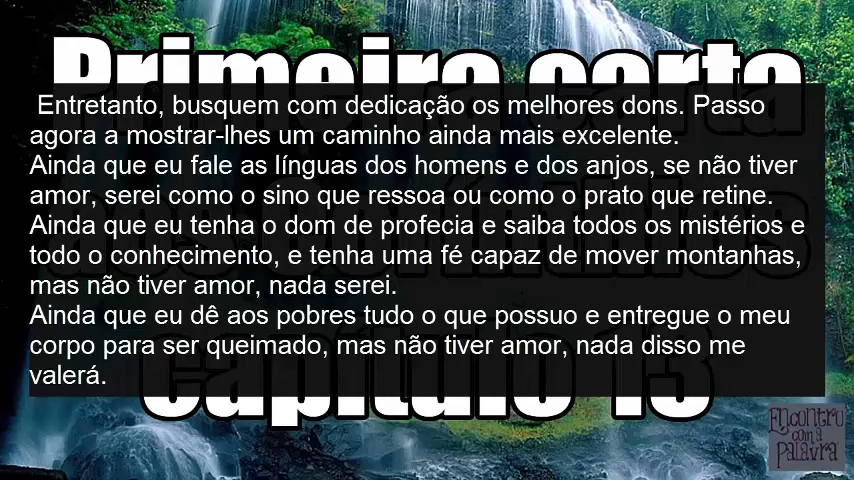 Primeira carta
Entretanto, busquem com dedicação os melhores dons. Passo
agora a mostrar-lhes um caminho ainda mais excelente.
Ainda que eu fale as línguas dos homens e dos anjos, se não tiver
amor, serei como o sino que ressoa ou como o prato que retine.
Ainda que eu tenha o dom de profecia e saiba todos os mistérios e
todo o conhecimento, e tenha uma fé capaz de mover montanhas,
mas não tiver amor, nada serei.
Ainda que eu dê aos pobres tudo o que possuo e entregue o meu
corpo para ser queimado, mas não tiver amor, nada disso me
valerá.
capítulo 13
Encontro
com a
Palavra